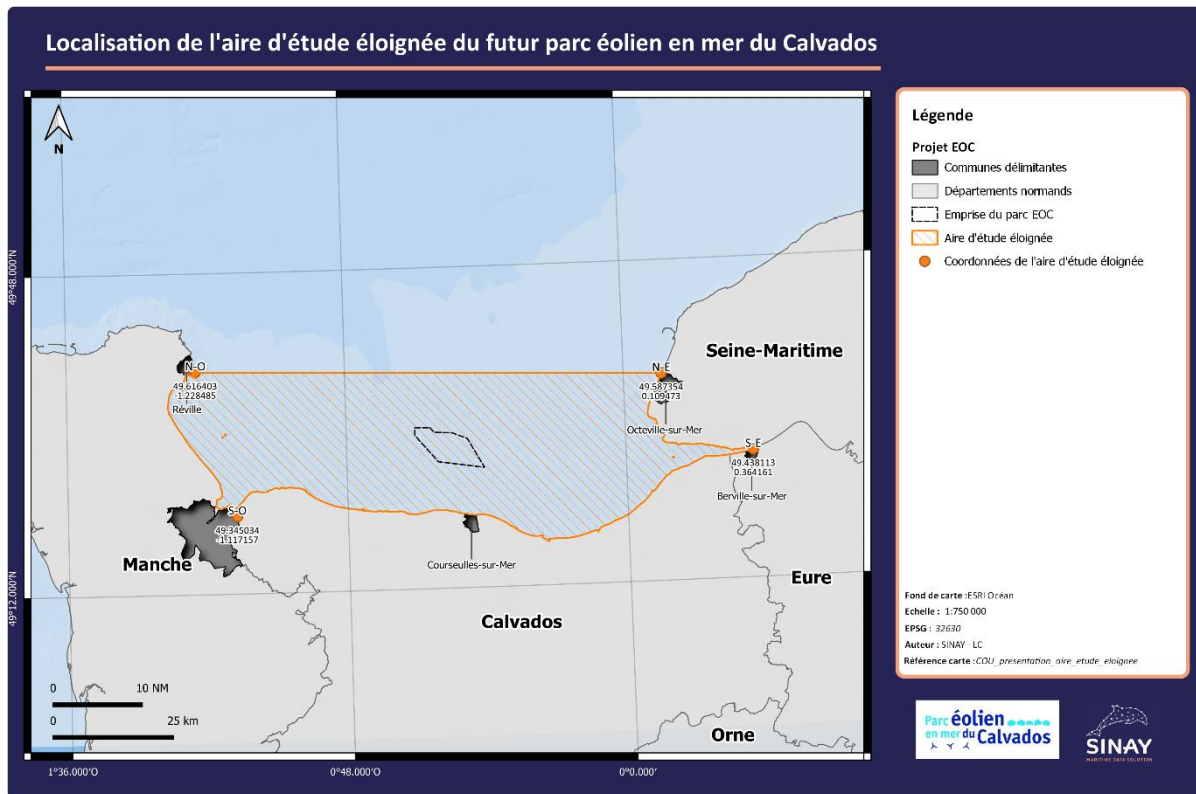 Localisation de l'aire d'étude éloignée du futur parc éolien en mer du Calvados
N
49°48.000'N
49°12.000'N
Seine-Maritime
N-O
49.616403
-1.228485
Réville
N-E
49.587354
0.109473
Octeville-sur-Mer
S-E
49.438113
0.364161
Berville-sur-Mer
S-O
49.345034
-1.117157
Manche
Courseulles-sur-Mer
Eure
Calvados
Orne
0 10 NM
0 25 km
1°36.000'O
0°48.000'O
0°0.000'
Légende
Projet EOC
Communes délimitantes
Départements normands
Emprise du parc EOC
Aire d'étude éloignée
Coordonnées de l'aire d'étude éloignée
Fond de carte :ESRI Océan
Echelle : 1:750 000
EPSG : 32630
Auteur : SINAY - LC
Référence carte :COU_presentation_aire_etude_eloignee
Parc éolien
en mer du Calvados
SINAY
MARITIME DATA SOLUTION